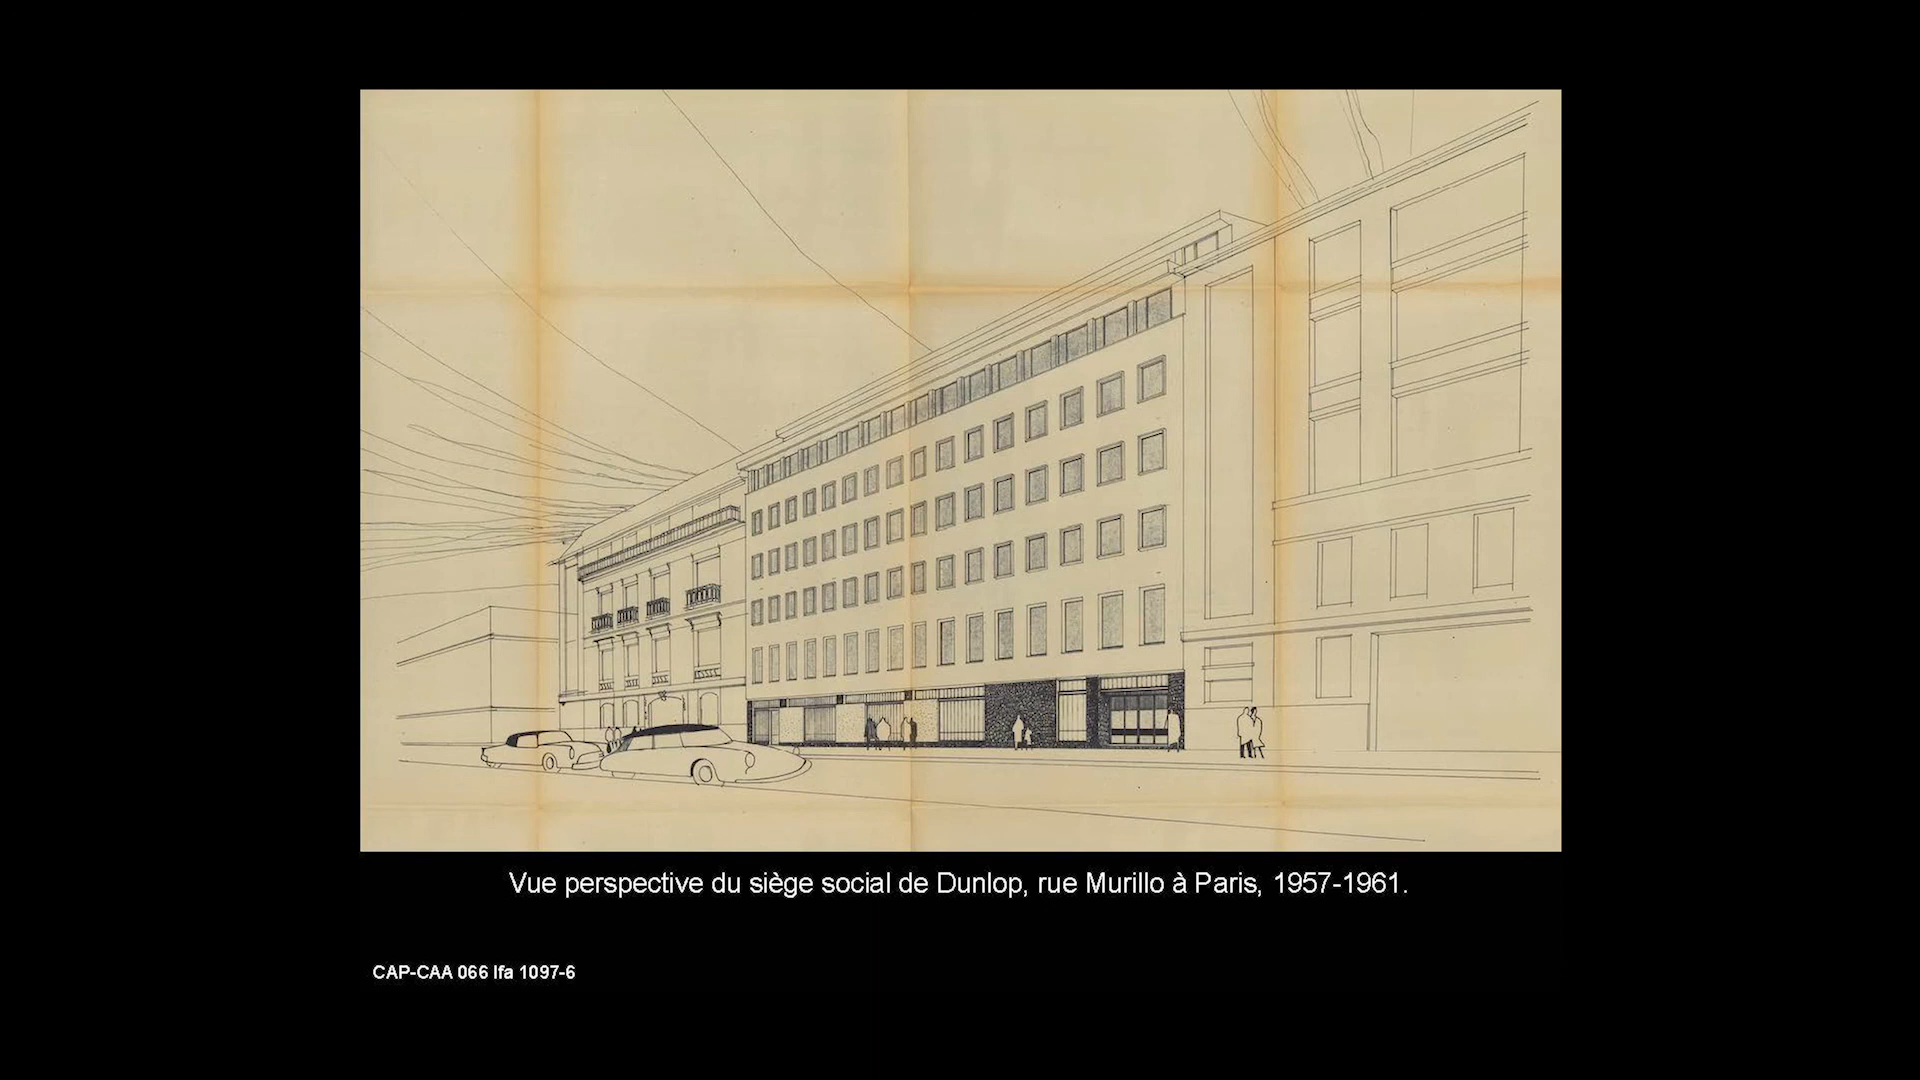 Vue perspective du siège social de Dunlop, rue Murillo à Paris, 1957-1961.
CAP-CAA 066 Ifa 1097-6